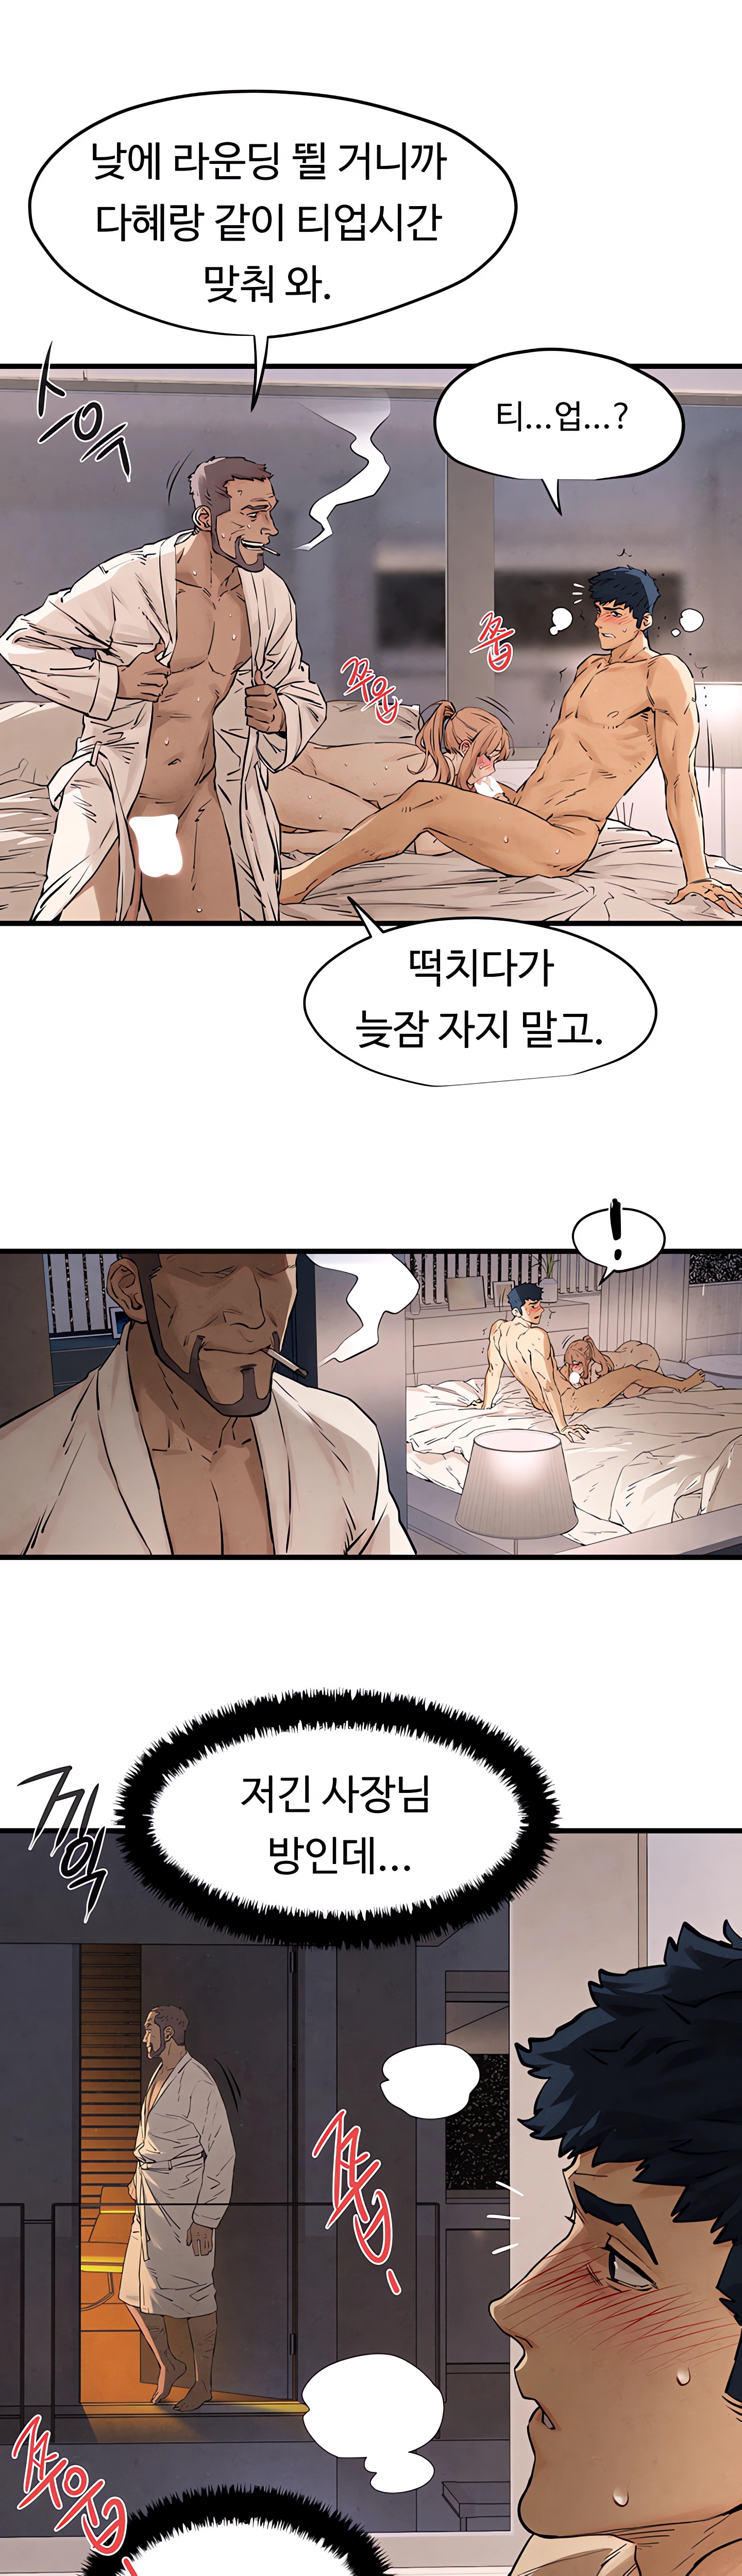 낮에 라운딩 뛸 거니까
다혜랑 같이 티업시간
맞춰 와.
스윽
티...업...?
쪼옵
쫍
떡치다가
늦잠 자지 말고.
!
저긴 사장님
방인데...
끼익
쫍
쪼옵